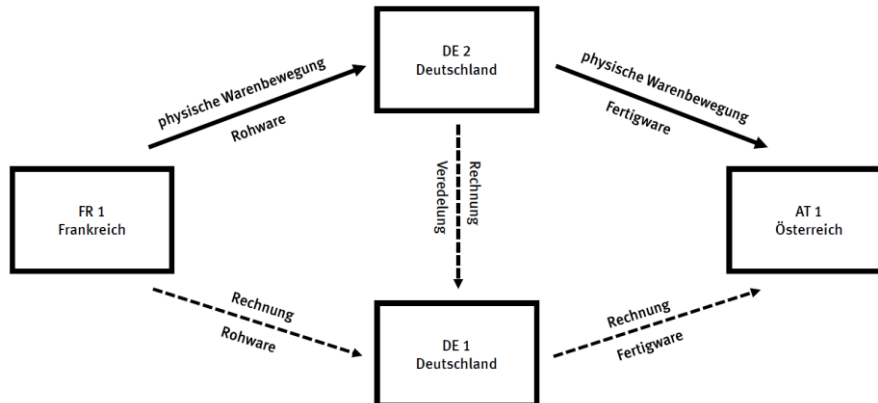 DE 2
Deutschland
physische Warenbewegung
Rohware
physische Warenbewegung
Fertigware
FR 1
Frankreich
Rechnung
Veredelung
AT 1
Österreich
Rechnung
Rohware
DE 1
Deutschland
Rechnung
Fertigware